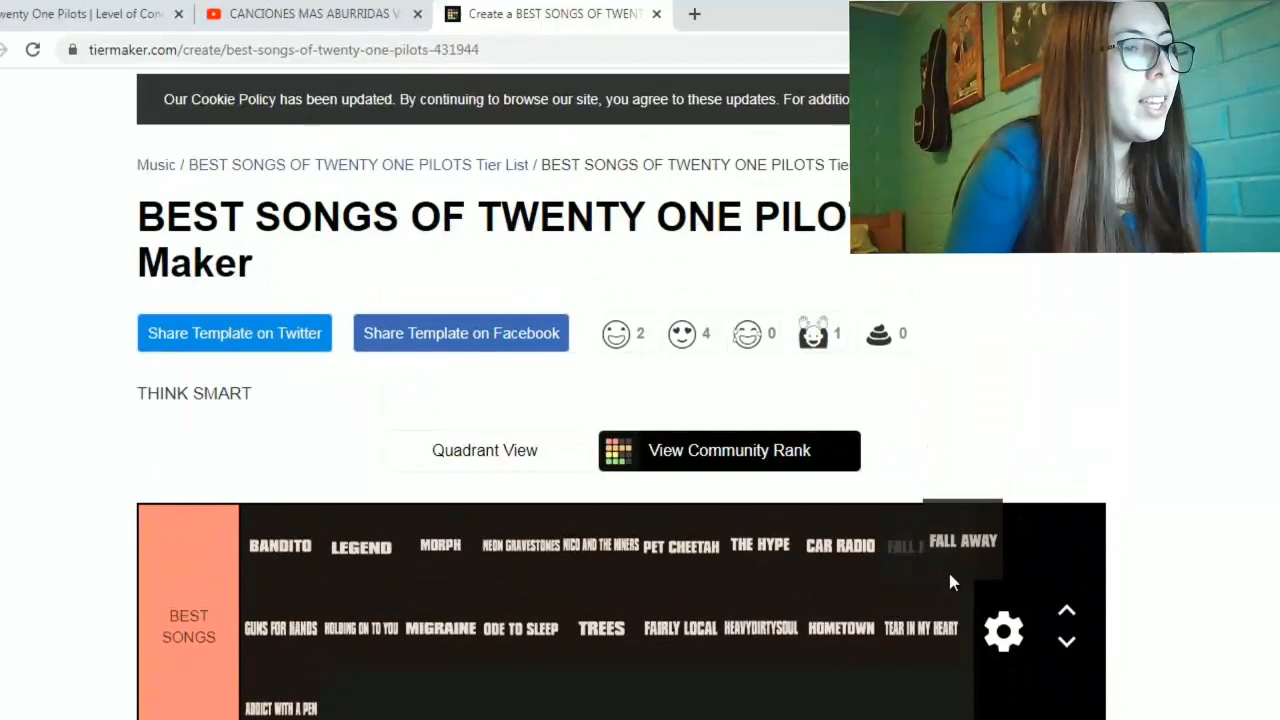 wenty One Pilots | Level of Con
CANCIONES MAS ABURRIDAS V
Create a BEST SONGS OF TWENT
tiermaker.com/create/best-songs-of-twenty-one-pilots-431944
Our Cookie Policy has been updated. By continuing to browse our site, you agree to these updates. For additio
Music / BEST SONGS OF TWENTY ONE PILOTS Tier List / BEST SONGS OF TWENTY ONE PILOTS Tie
BEST SONGS OF TWENTY ONE PILO
Maker
Share Template on Twitter Share Template on Facebook 2 4 0 1 0
THINK SMART
Quadrant View View Community Rank
BANDITO LEGEND MORPH NEON GRAVESTONES NICO AND THE NINERS PET CHEETAH THE HYPE CAR RADIO FALL A FALL AWAY
BEST
SONGS
GUNS FOR HANDS HOLDING ON TO YOU MIGRAINE ODE TO SLEEP TREES FAIRLY LOCAL HEAVYDIRTYSOUL HOMETOWN TEAR IN MY HEART
ADDICT WITH A PEN